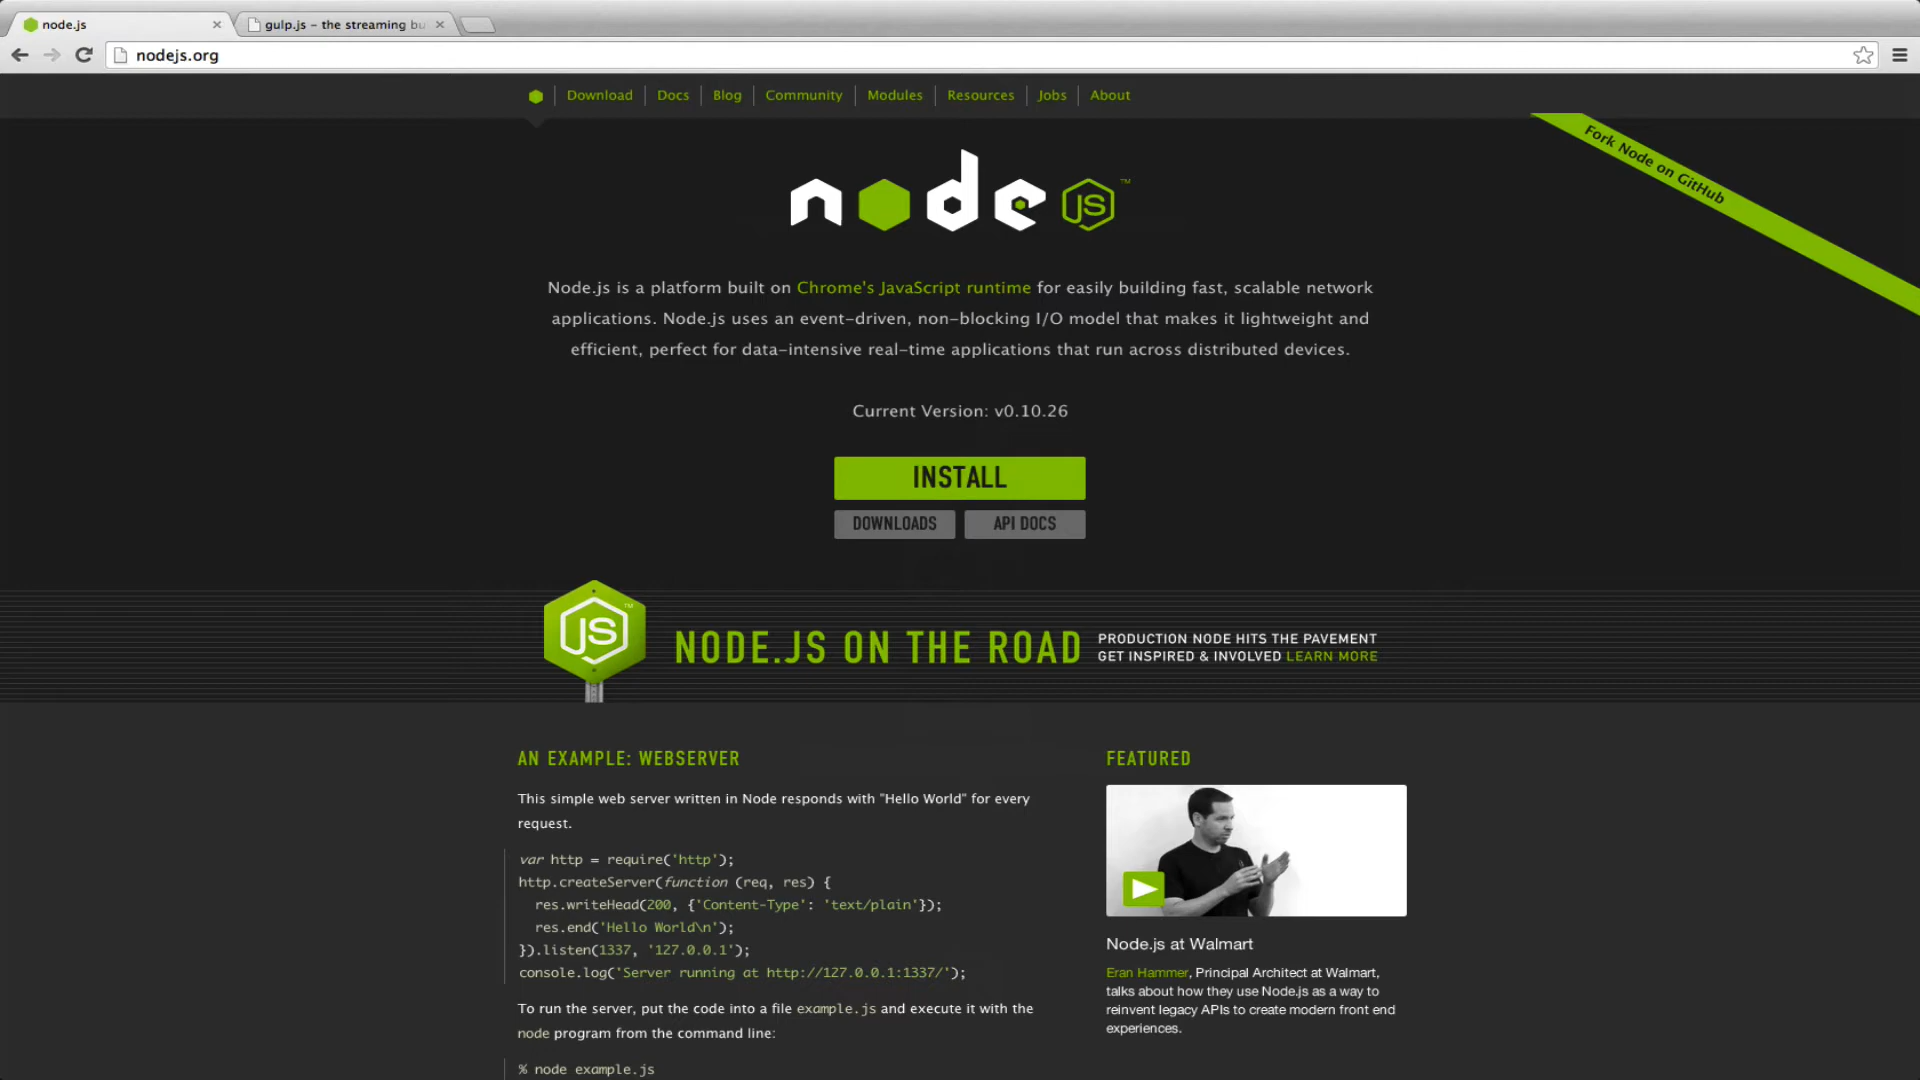 node.js
gulp.js – the streaming bu
nodejs.org
Download
Docs
Blog
Community
Modules
Resources
Jobs
About
Fork Node on GitHub
node JS ™
Node.js is a platform built on Chrome's JavaScript runtime for easily building fast, scalable network
applications. Node.js uses an event-driven, non-blocking I/O model that makes it lightweight and
efficient, perfect for data-intensive real-time applications that run across distributed devices.
Current Version: v0.10.26
INSTALL
DOWNLOADS
API DOCS
JS ™
NODE.JS ON THE ROAD
PRODUCTION NODE HITS THE PAVEMENT
GET INSPIRED & INVOLVED LEARN MORE
AN EXAMPLE: WEBSERVER
This simple web server written in Node responds with "Hello World" for every
request.
var http = require('http');
http.createServer(function (req, res) {
  res.writeHead(200, {'Content-Type': 'text/plain'});
  res.end('Hello World\n');
}).listen(1337, '127.0.0.1');
console.log('Server running at http://127.0.0.1:1337/');
To run the server, put the code into a file example.js and execute it with the
node program from the command line:
% node example.js
FEATURED
Node.js at Walmart
Eran Hammer, Principal Architect at Walmart,
talks about how they use Node.js as a way to
reinvent legacy APIs to create modern front end
experiences.